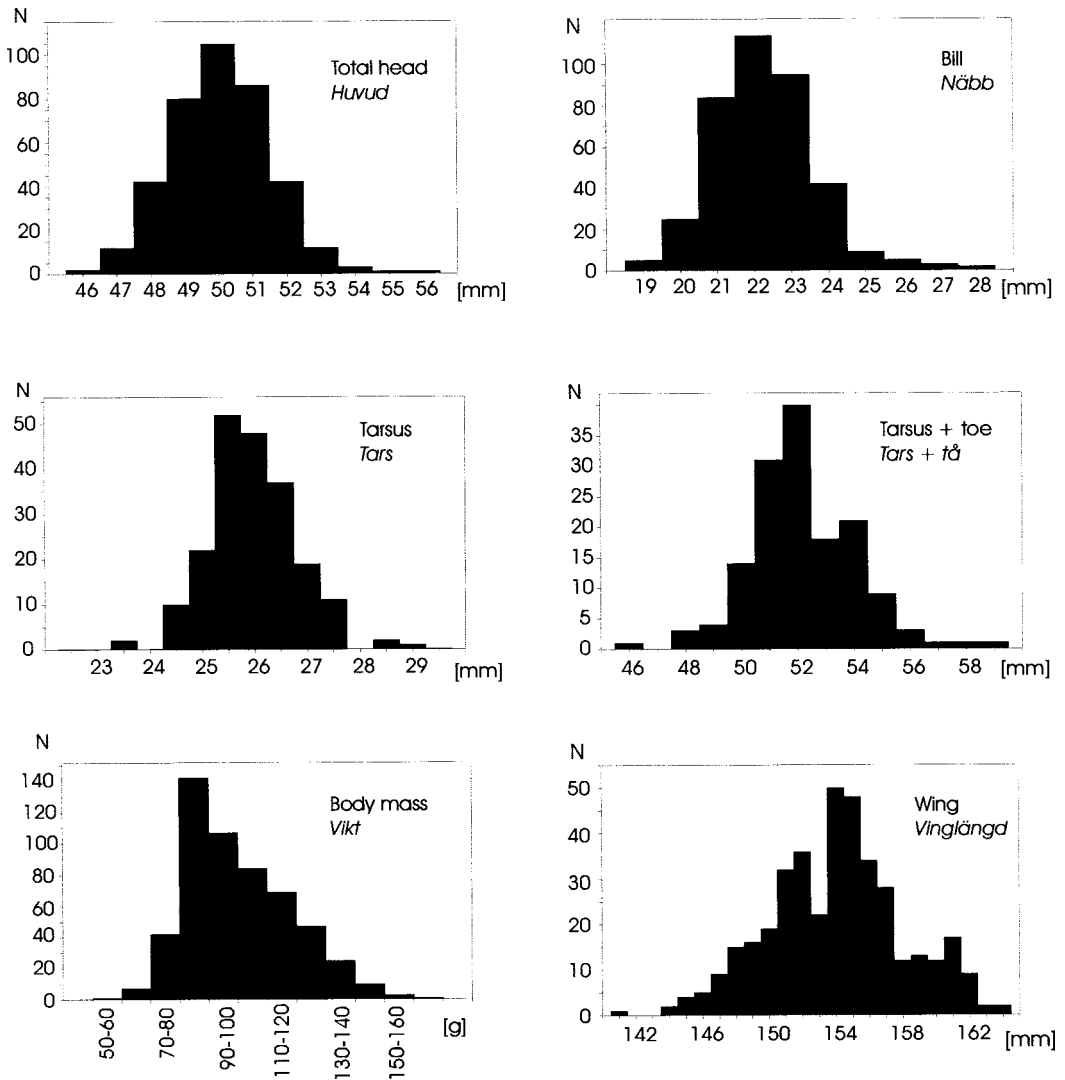 N
100
80
60
40
20
0
Total head
Huvud
46 47 48 49 50 51 52 53 54 55 56 [mm]
N
100
80
60
40
20
0
Bill
Näbb
19 20 21 22 23 24 25 26 27 28 [mm]
N
50
40
30
20
10
0
Tarsus
Tars
23 24 25 26 27 28 29 [mm]
N
35
30
25
20
15
10
5
0
Tarsus + toe
Tars + tå
46 48 50 52 54 56 58 [mm]
N
140
120
100
80
60
40
20
0
Body mass
Vikt
50-60 70-80 90-100 110-120 130-140 150-160 [g]
N
50
40
30
20
10
0
Wing
Vinglängd
142 146 150 154 158 162 [mm]